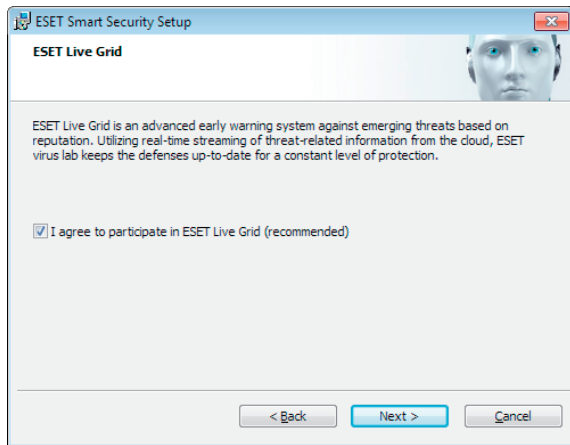 ESET Smart Security Setup
ESET Live Grid
ESET Live Grid is an advanced early warning system against emerging threats based on
reputation. Utilizing real-time streaming of threat-related information from the cloud, ESET
virus lab keeps the defenses up-to-date for a constant level of protection.
I agree to participate in ESET Live Grid (recommended)
< Back Next > Cancel